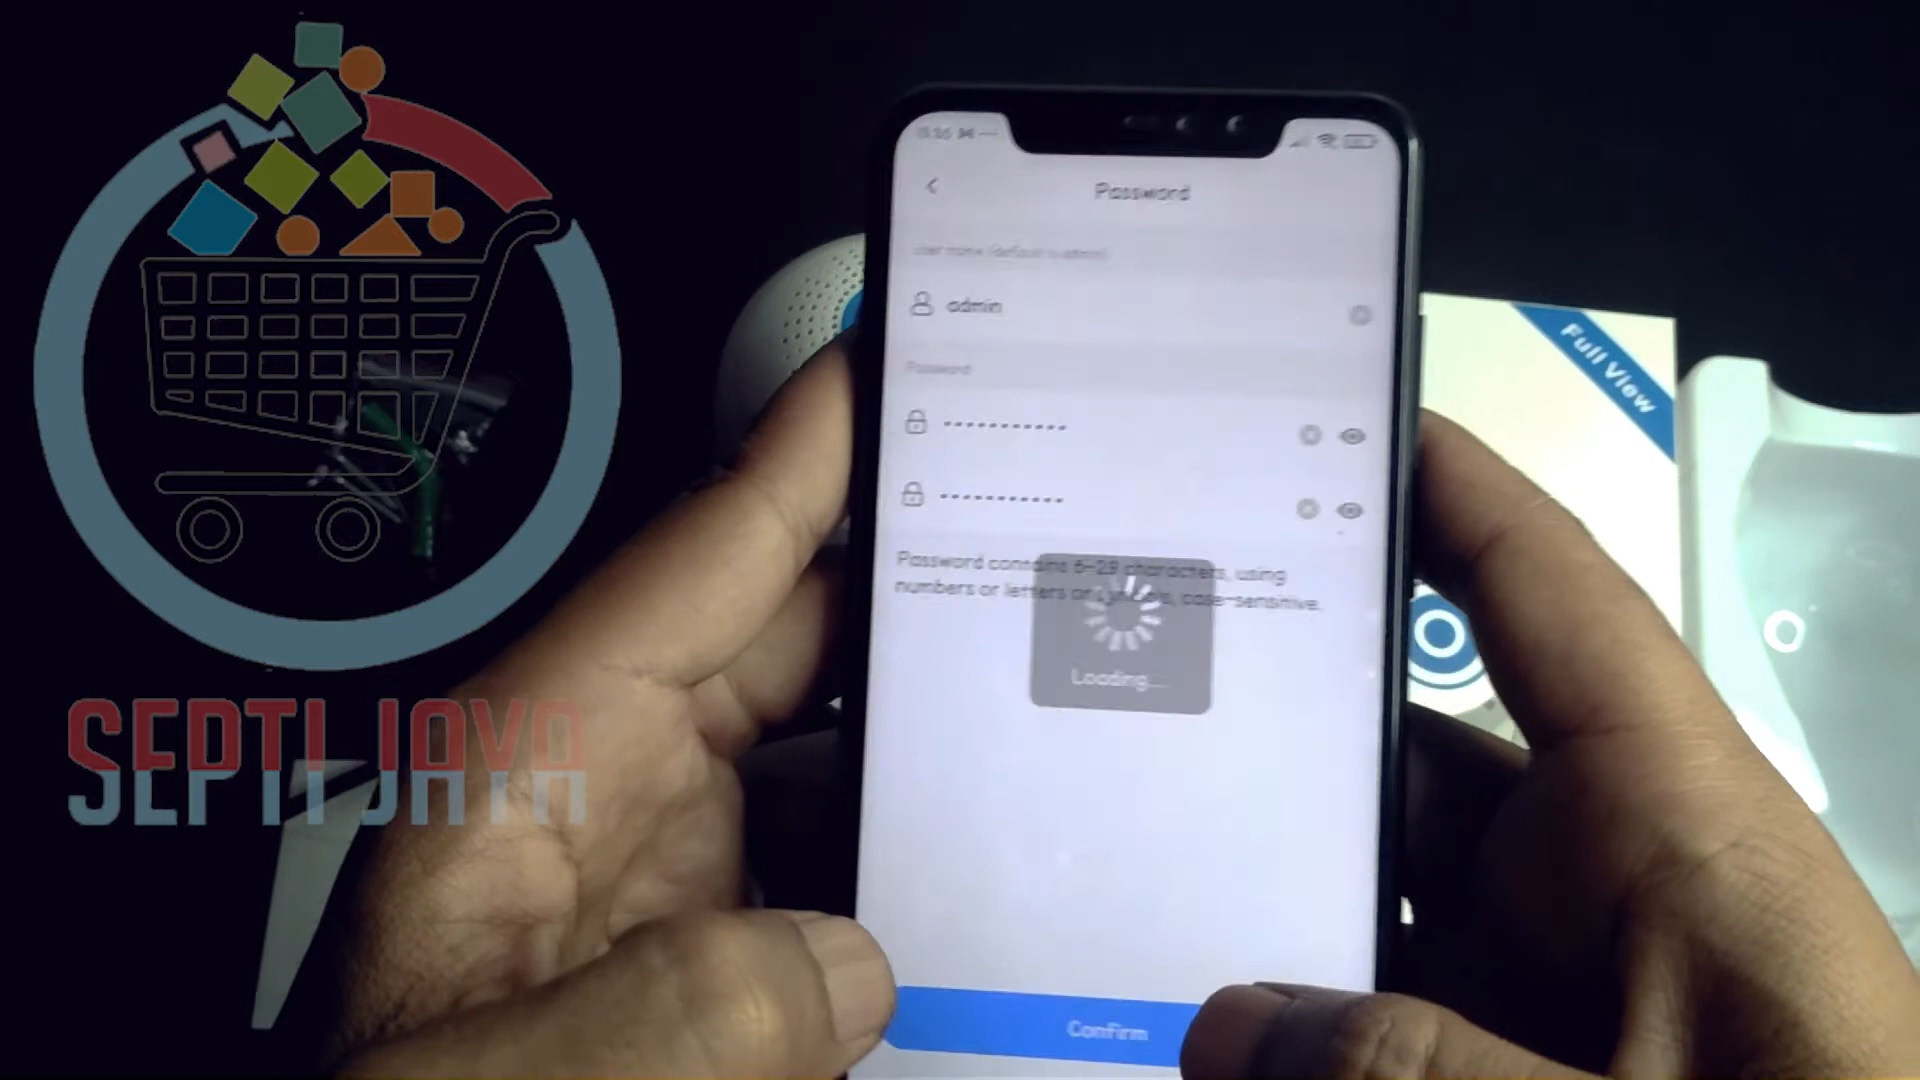 Password
User name (default is admin)
admin
Password
Password contains 6-29 characters, using
numbers or letters or symbols, case-sensitive.
Loading...
Confirm
Full View
SEPTI JAYA